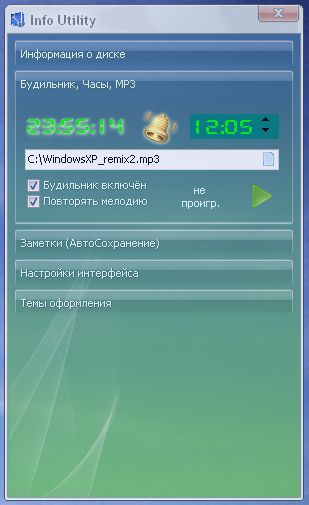 Info Utility
Информация о диске
Будильник, Часы, MP3
23:55:14
12:05
C:\WindowsXP_remix2.mp3
Будильник включён
Повторять мелодию
не
проигр.
Заметки (АвтоСохранение)
Настройки интерфейса
Темы оформления